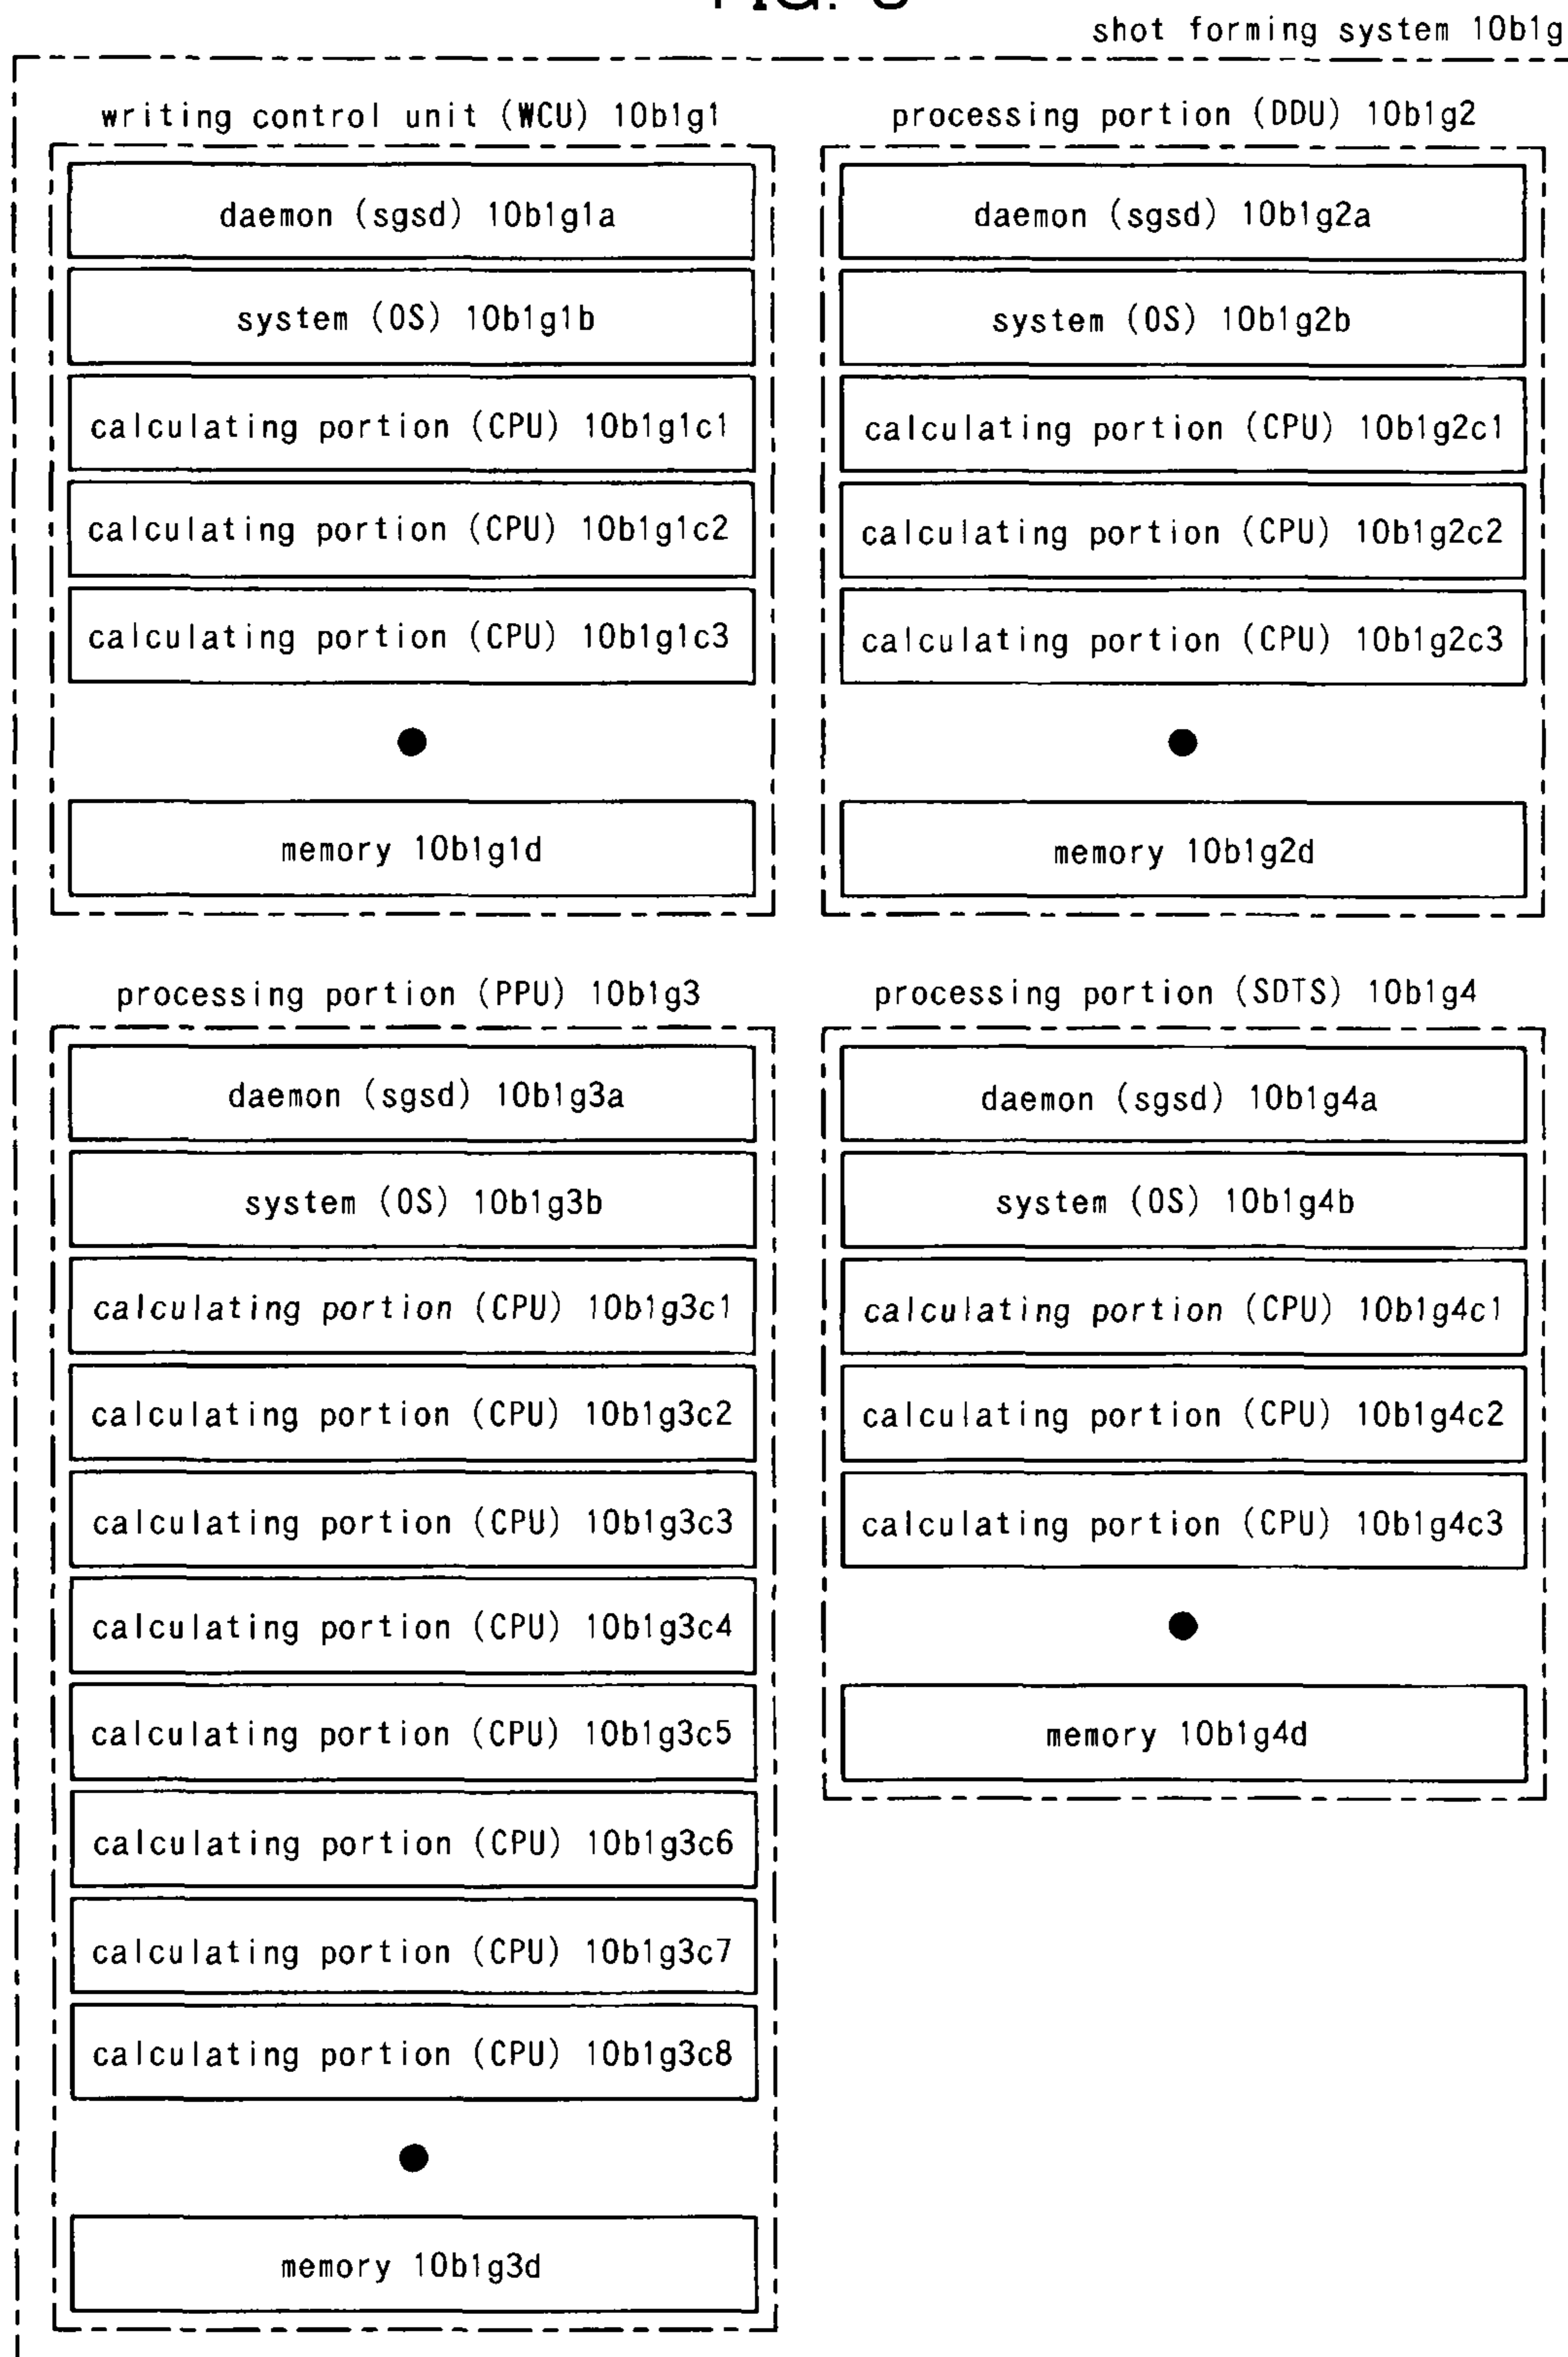 shot forming system 10b1g
writing control unit (WCU) 10b1g1
daemon (sgsd) 10b1g1a
system (OS) 10b1g1b
calculating portion (CPU) 10b1g1c1
calculating portion (CPU) 10b1g1c2
calculating portion (CPU) 10b1g1c3
memory 10b1g1d
processing portion (DDU) 10b1g2
daemon (sgsd) 10b1g2a
system (OS) 10b1g2b
calculating portion (CPU) 10b1g2c1
calculating portion (CPU) 10b1g2c2
calculating portion (CPU) 10b1g2c3
memory 10b1g2d
processing portion (PPU) 10b1g3
daemon (sgsd) 10b1g3a
system (OS) 10b1g3b
calculating portion (CPU) 10b1g3c1
calculating portion (CPU) 10b1g3c2
calculating portion (CPU) 10b1g3c3
calculating portion (CPU) 10b1g3c4
calculating portion (CPU) 10b1g3c5
calculating portion (CPU) 10b1g3c6
calculating portion (CPU) 10b1g3c7
calculating portion (CPU) 10b1g3c8
memory 10b1g3d
processing portion (SDTS) 10b1g4
daemon (sgsd) 10b1g4a
system (OS) 10b1g4b
calculating portion (CPU) 10b1g4c1
calculating portion (CPU) 10b1g4c2
calculating portion (CPU) 10b1g4c3
memory 10b1g4d